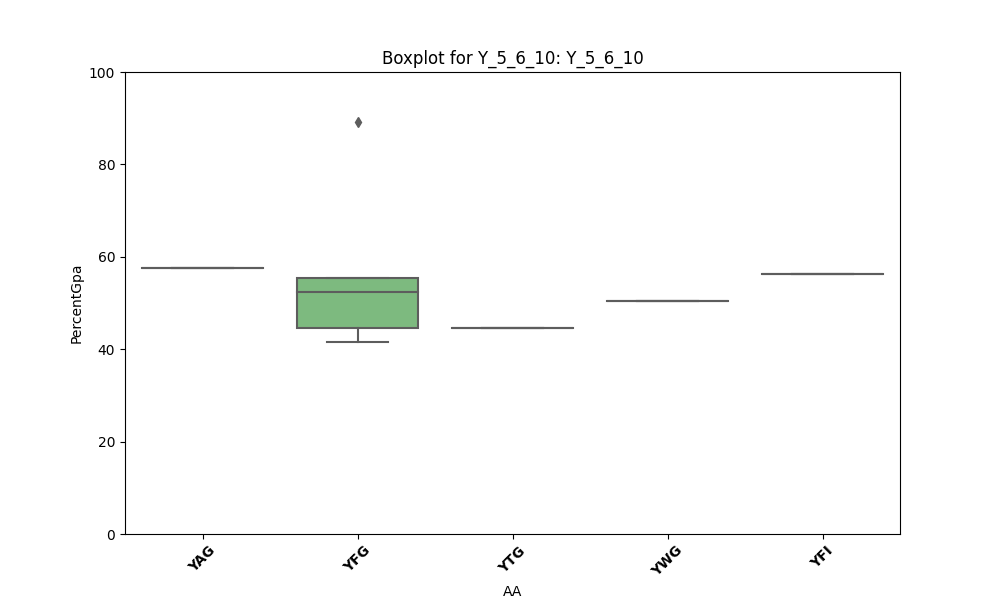 Boxplot for Y_5_6_10: Y_5_6_10
100
80
60
40
20
0
PercentGpa
YAG
YFG
YTG
YWG
YFI
AA